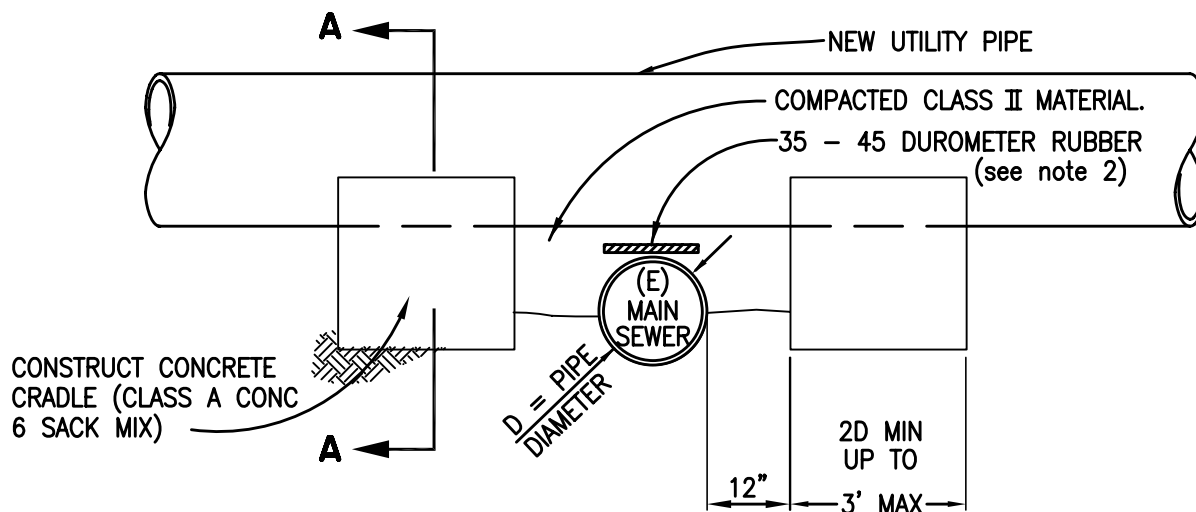 A
NEW UTILITY PIPE
COMPACTED CLASS II MATERIAL.
35 - 45 DUROMETER RUBBER
(see note 2)
(E)
MAIN
SEWER
CONSTRUCT CONCRETE
CRADLE (CLASS A CONC
6 SACK MIX)
D = PIPE
DIAMETER
A
12"
2D MIN
UP TO
3' MAX